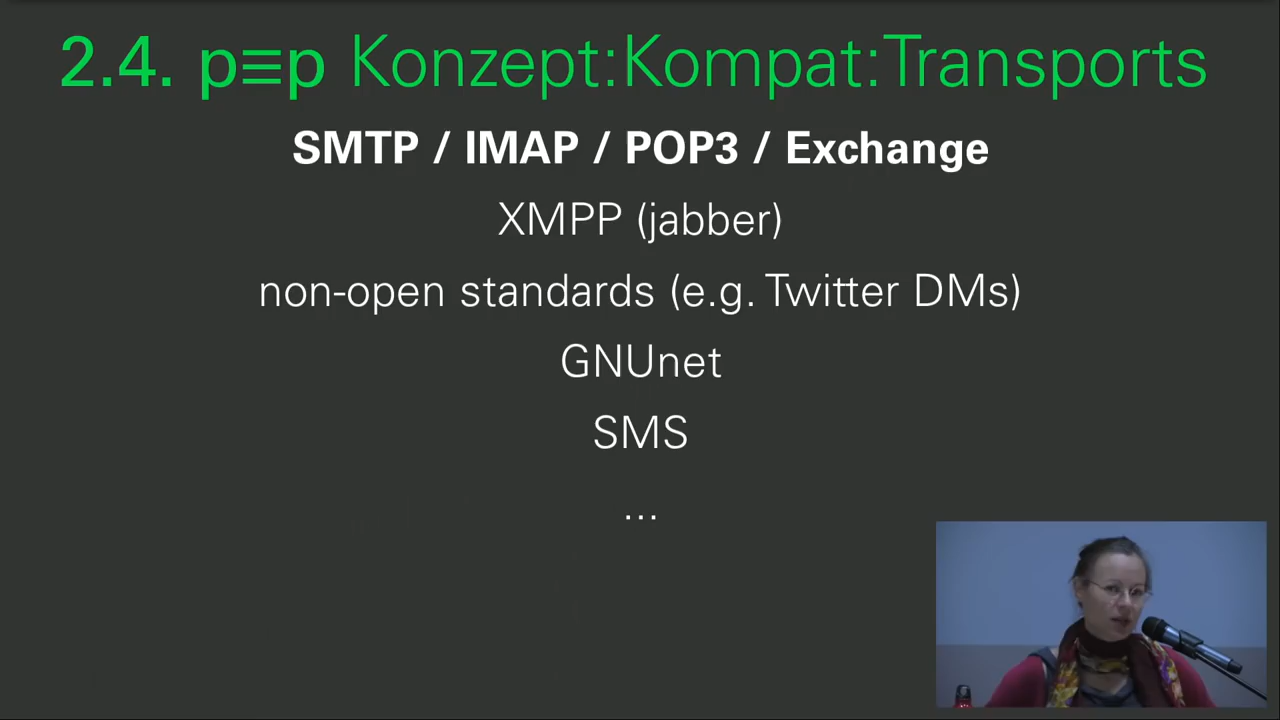 2.4. p≡p Konzept:Kompat:Transports
SMTP / IMAP / POP3 / Exchange
XMPP (jabber)
non-open standards (e.g. Twitter DMs)
GNUnet
SMS
...